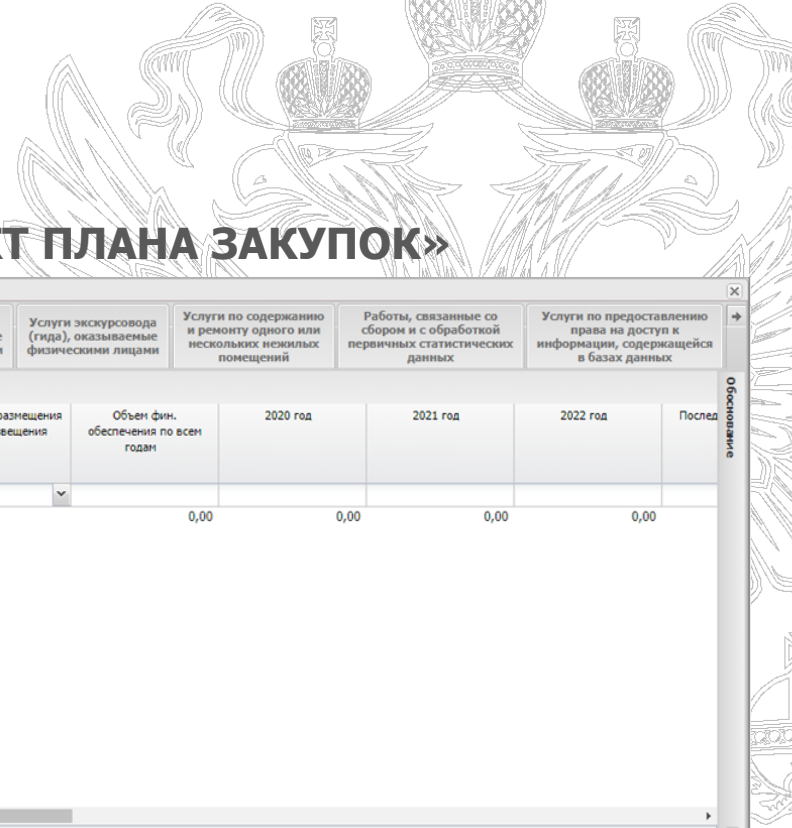 Т ПЛАНА ЗАКУПОК»
Услуги экскурсовода
(гида), оказываемые
физическими лицами
Услуги по содержанию
и ремонту одного или
нескольких нежилых
помещений
Работы, связанные со
сбором и с обработкой
первичных статистических
данных
Услуги по предоставлению
права на доступ к
информации, содержащейся
в базах данных
Обоснование
размещения
вещения
Объем фин.
обеспечения по всем
годам
2020 год
2021 год
2022 год
Послед
0,00
0,00
0,00
0,00